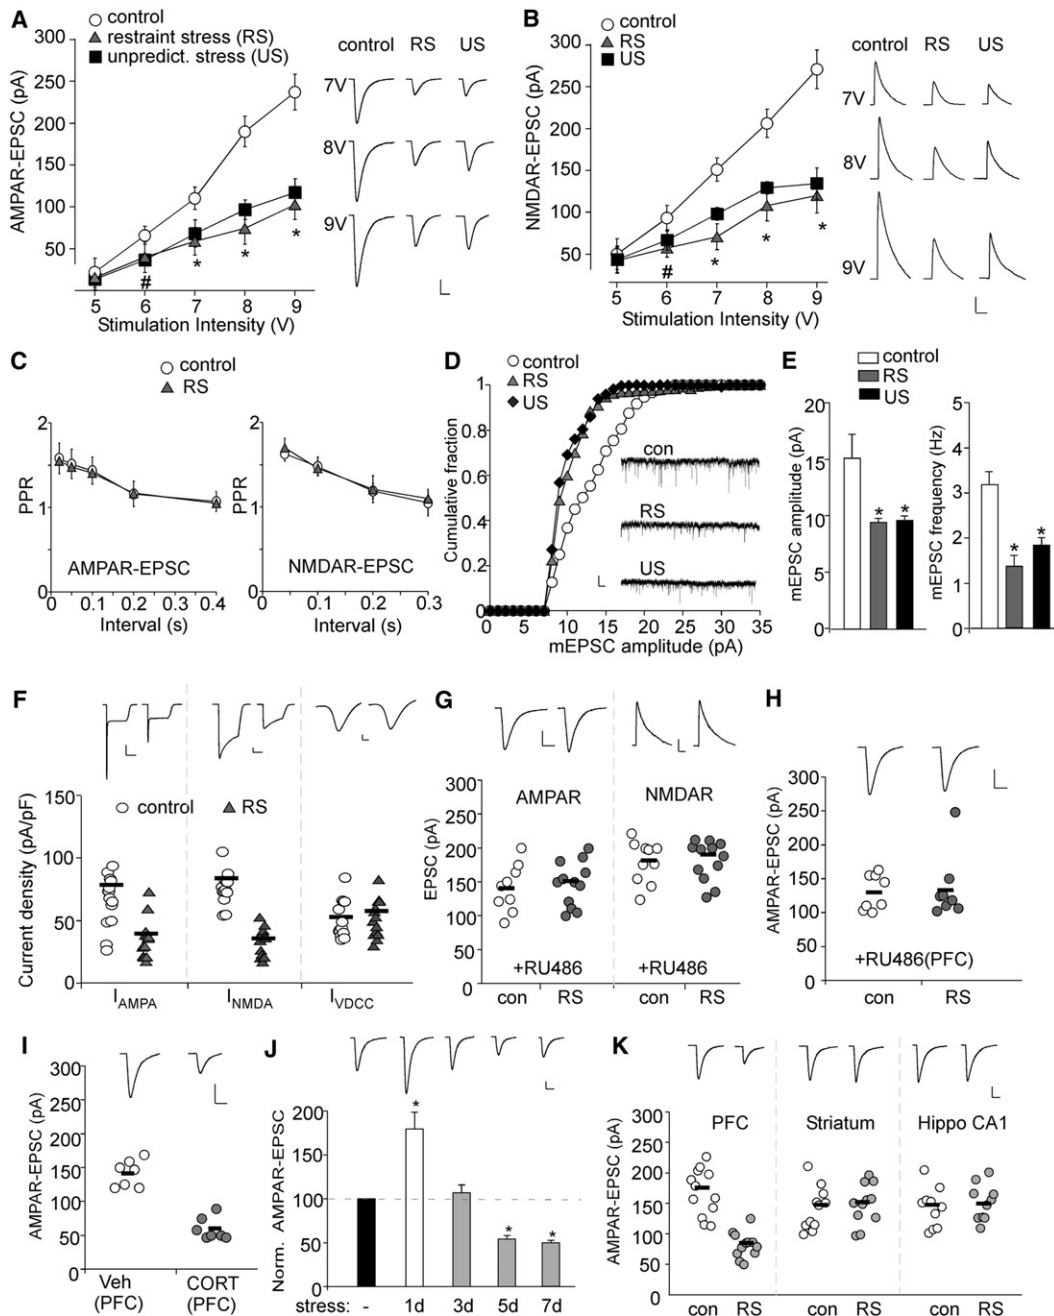 A
control
restraint stress (RS)
unpredict. stress (US)
AMPAR-EPSC (pA)
300
250
200
150
100
50
5 6 7 8 9
Stimulation Intensity (V)
# * * *
control RS US
7V
8V
9V
B
control
RS
US
NMDAR-EPSC (pA)
300
250
200
150
100
50
5 6 7 8 9
Stimulation Intensity (V)
# * * *
control RS US
7V
8V
9V
C
control
RS
PPR
2
1
0
AMPAR-EPSC
0 0.1 0.2 0.3 0.4
Interval (s)
PPR
2
1
0
NMDAR-EPSC
0 0.1 0.2 0.3
Interval (s)
D
control
RS
US
Cumulative fraction
1
0.8
0.6
0.4
0.2
0
con
RS
US
0 5 10 15 20 25 30 35
mEPSC amplitude (pA)
E
control
RS
US
mEPSC amplitude (pA)
20
15
10
5
0
* *
mEPSC frequency (Hz)
5
4
3
2
1
0
* *
F
Current density (pA/pF)
150
100
50
0
control RS
IAMPA INMDA IVDCC
G
EPSC (pA)
300
250
200
150
100
50
0
AMPAR NMDAR
+RU486 +RU486
con RS con RS
H
AMPAR-EPSC (pA)
300
250
200
150
100
50
0
+RU486(PFC)
con RS
I
AMPAR-EPSC (pA)
300
250
200
150
100
50
0
Veh CORT
(PFC) (PFC)
J
Norm. AMPAR-EPSC
200
150
100
50
0
* * *
stress: - 1d 3d 5d 7d
K
AMPAR-EPSC (pA)
300
250
200
150
100
50
0
PFC Striatum Hippo CA1
con RS con RS con RS